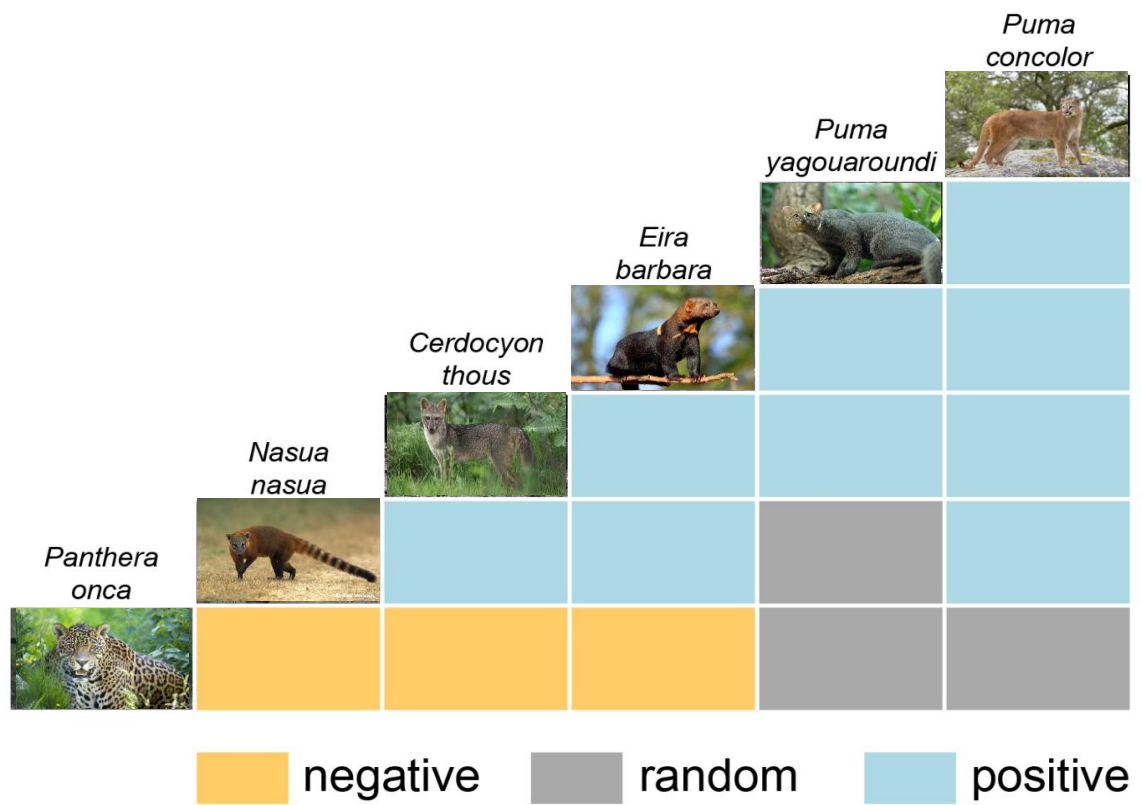 Puma
concolor
Puma
yagouaroundi
Eira
barbara
Cerdocyon
thous
Nasua
nasua
Panthera
onca
negative
random
positive